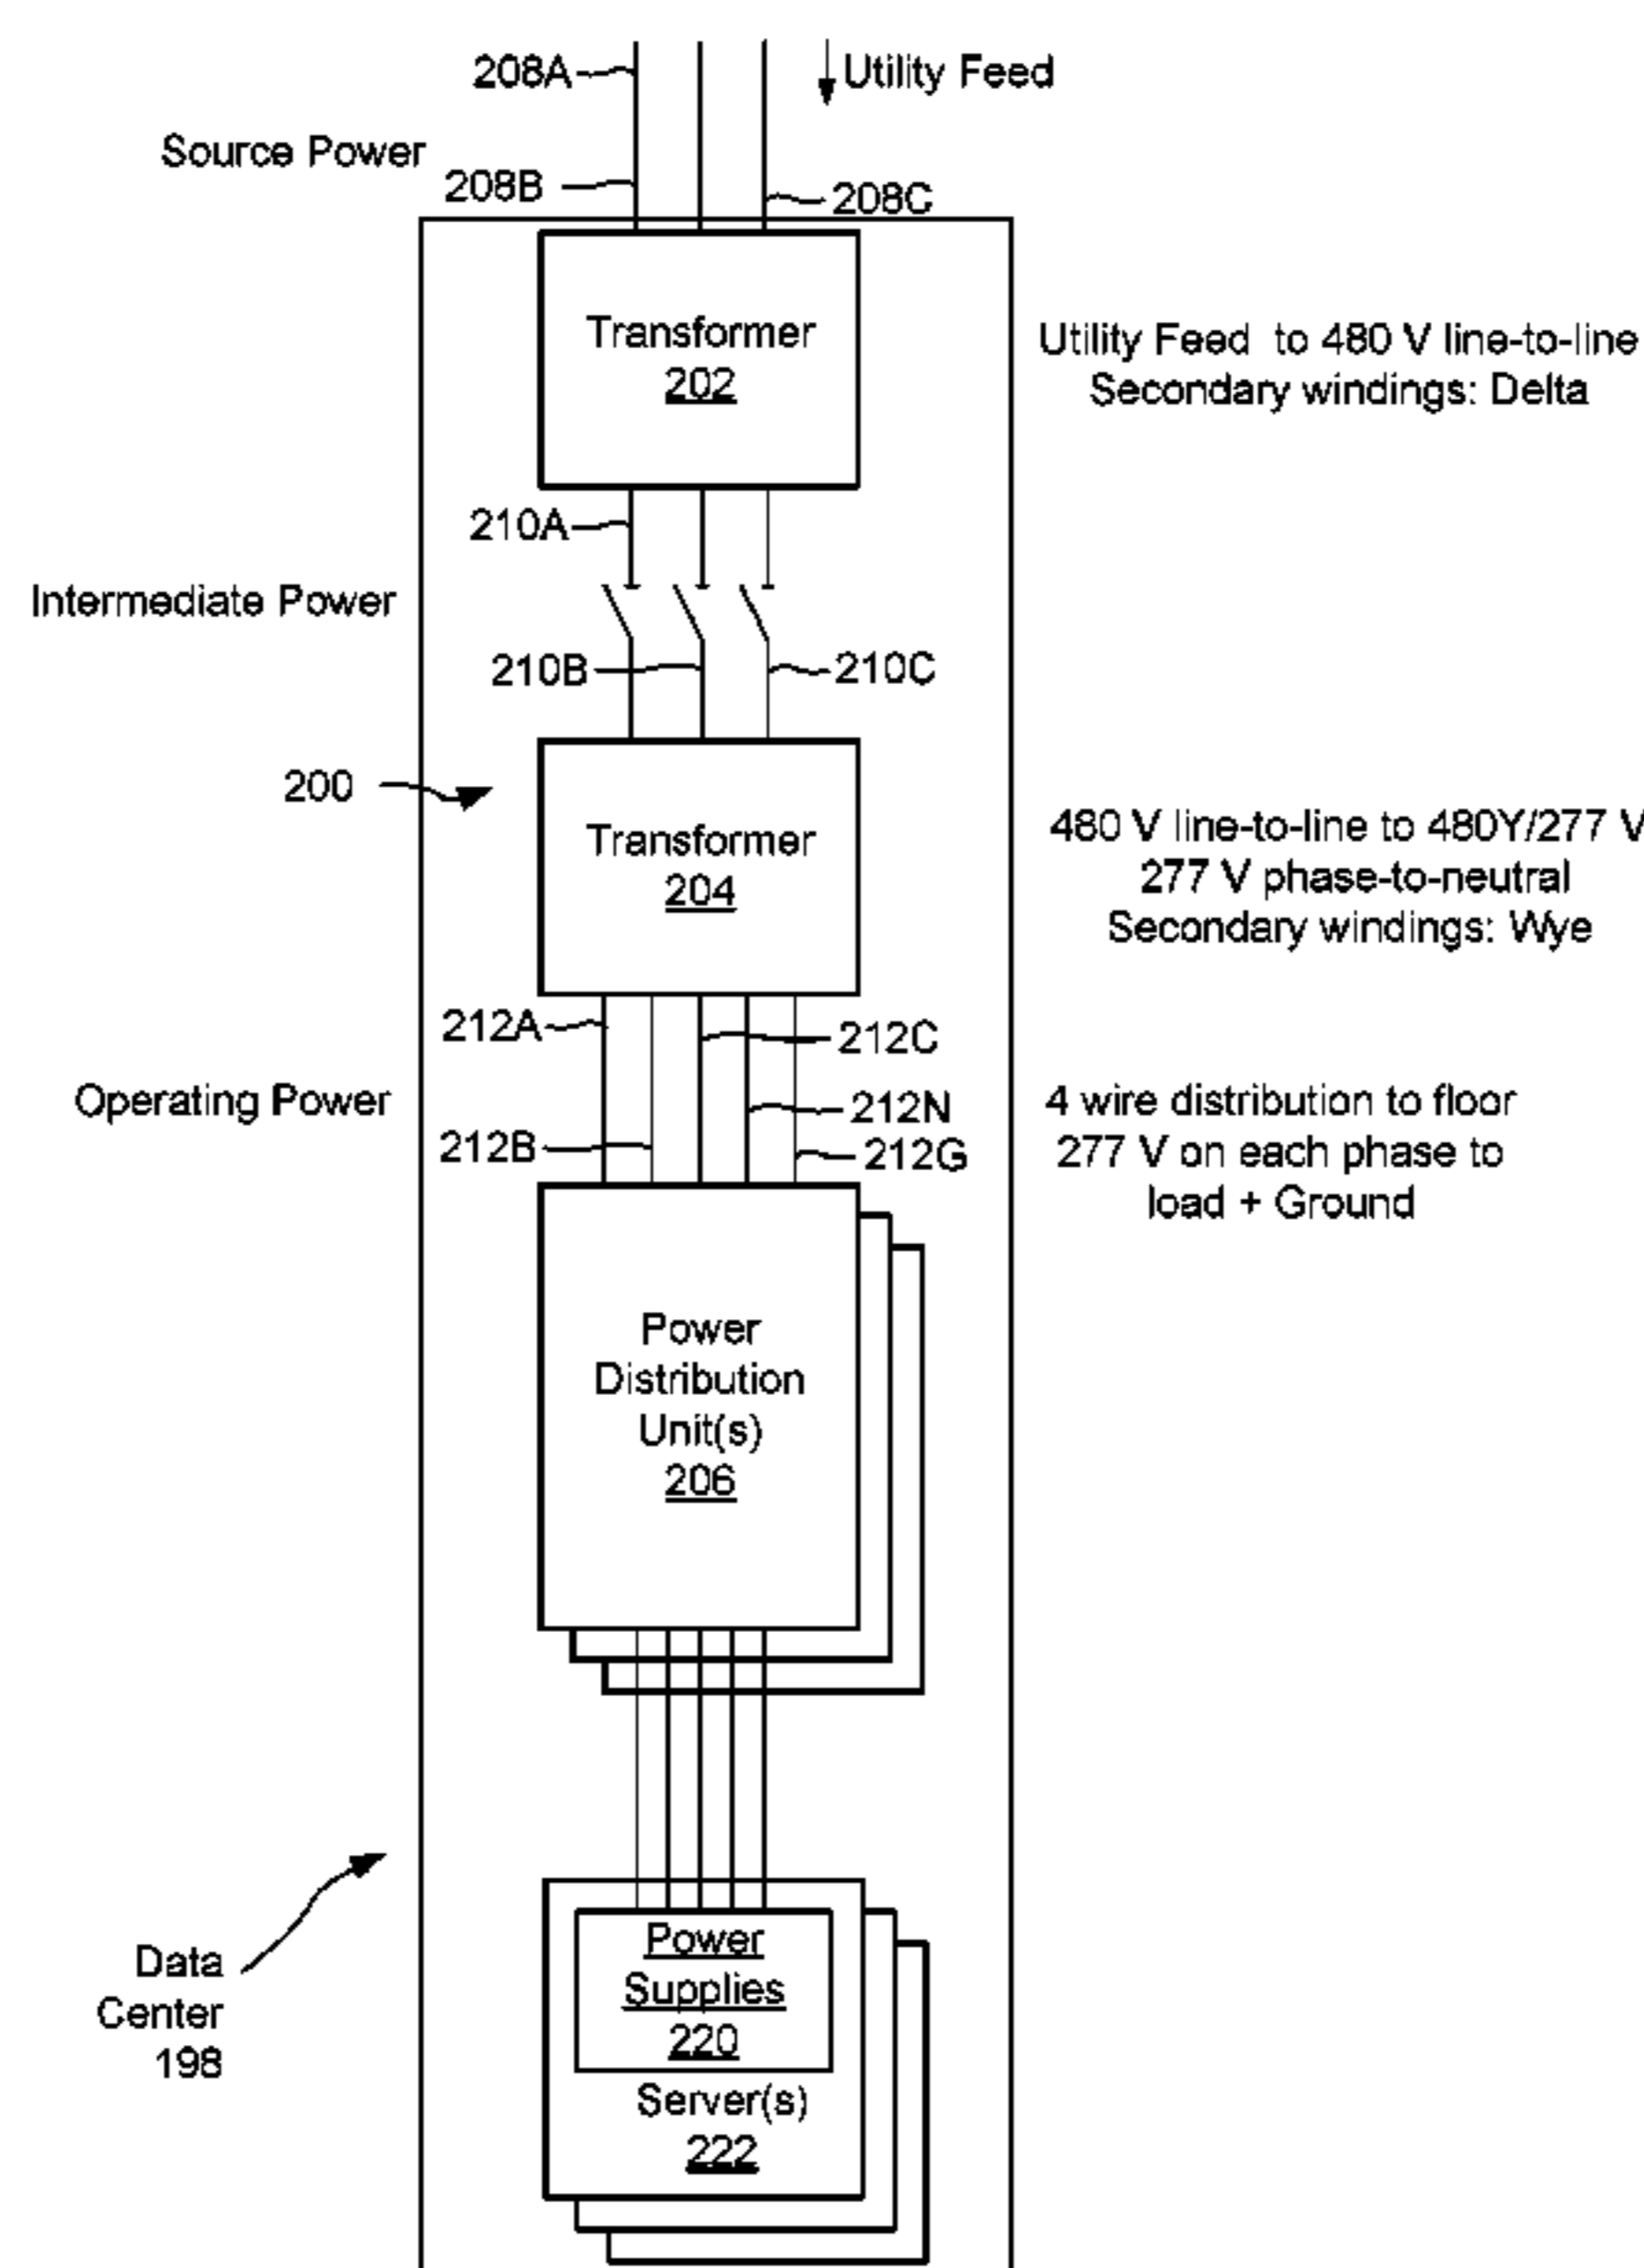 208A
Utility Feed
Source Power
208B
208C
Transformer
202
Utility Feed to 480 V line-to-line
Secondary windings: Delta
210A
Intermediate Power
210B
210C
200
Transformer
204
480 V line-to-line to 480Y/277 V
277 V phase-to-neutral
Secondary windings: Wye
212A
212C
Operating Power
212N
212B
212G
4 wire distribution to floor
277 V on each phase to
load + Ground
Power
Distribution
Unit(s)
206
Data
Center
198
Power
Supplies
220
Server(s)
222